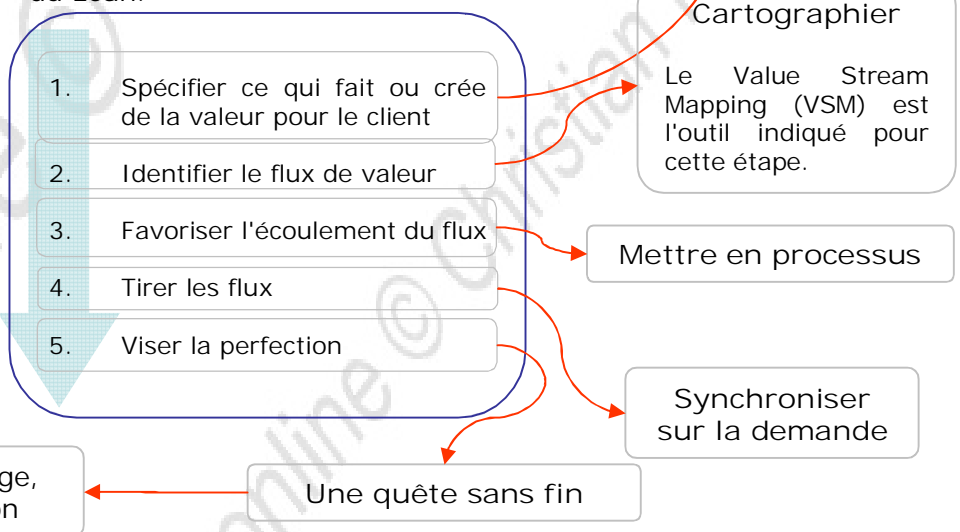 du Lean.
1. Spécifier ce qui fait ou crée
de la valeur pour le client
2. Identifier le flux de valeur
3. Favoriser l'écoulement du flux
4. Tirer les flux
5. Viser la perfection
Cartographier
Le Value Stream
Mapping (VSM) est
l'outil indiqué pour
cette étape.
Mettre en processus
Synchroniser
sur la demande
Une quête sans fin
© Christian
online